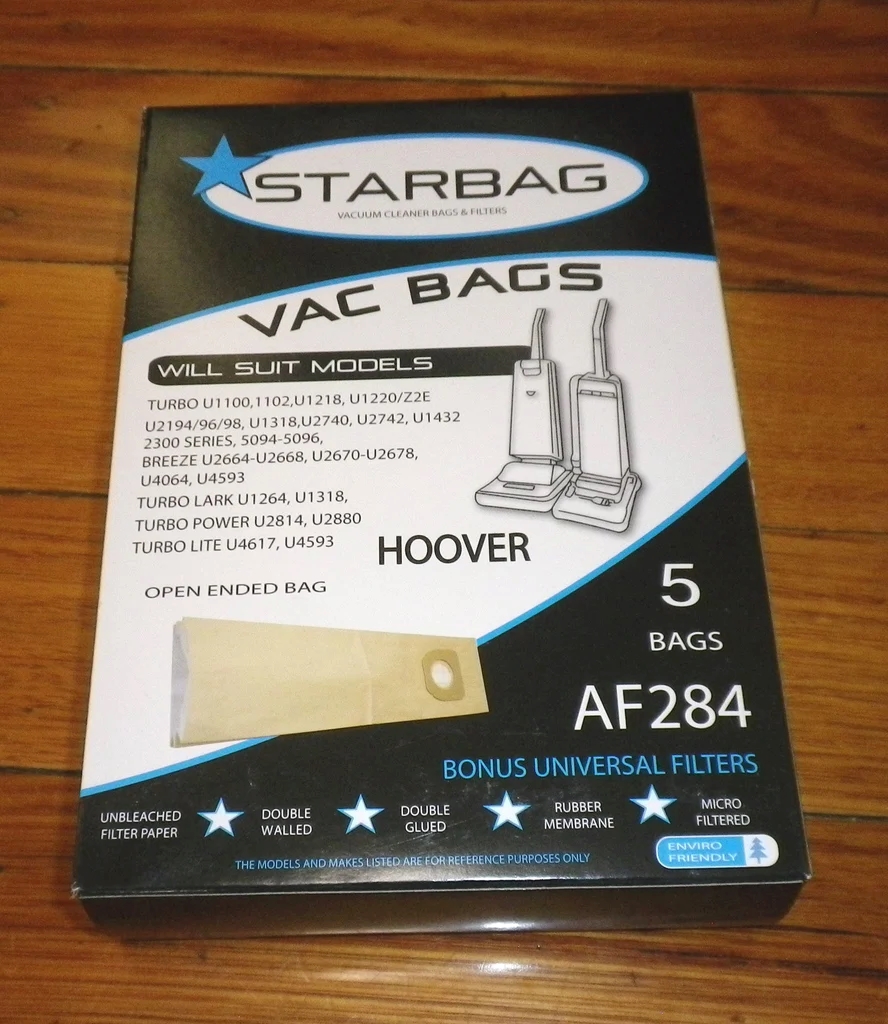 STARBAG
VACUUM CLEANER BAGS & FILTERS
VAC BAGS
WILL SUIT MODELS
TURBO U1100,1102,U1218, U1220/Z2E
U2194/96/98, U1318,U2740, U2742, U1432
2300 SERIES, 5094-5096,
BREEZE U2664-U2668, U2670-U2678,
U4064, U4593
TURBO LARK U1264, U1318,
TURBO POWER U2814, U2880
TURBO LITE U4617, U4593
HOOVER
OPEN ENDED BAG
5
BAGS
AF284
BONUS UNIVERSAL FILTERS
UNBLEACHED
FILTER PAPER
DOUBLE
WALLED
DOUBLE
GLUED
RUBBER
MEMBRANE
MICRO
FILTERED
ENVIRO
FRIENDLY
THE MODELS AND MAKES LISTED ARE FOR REFERENCE PURPOSES ONLY